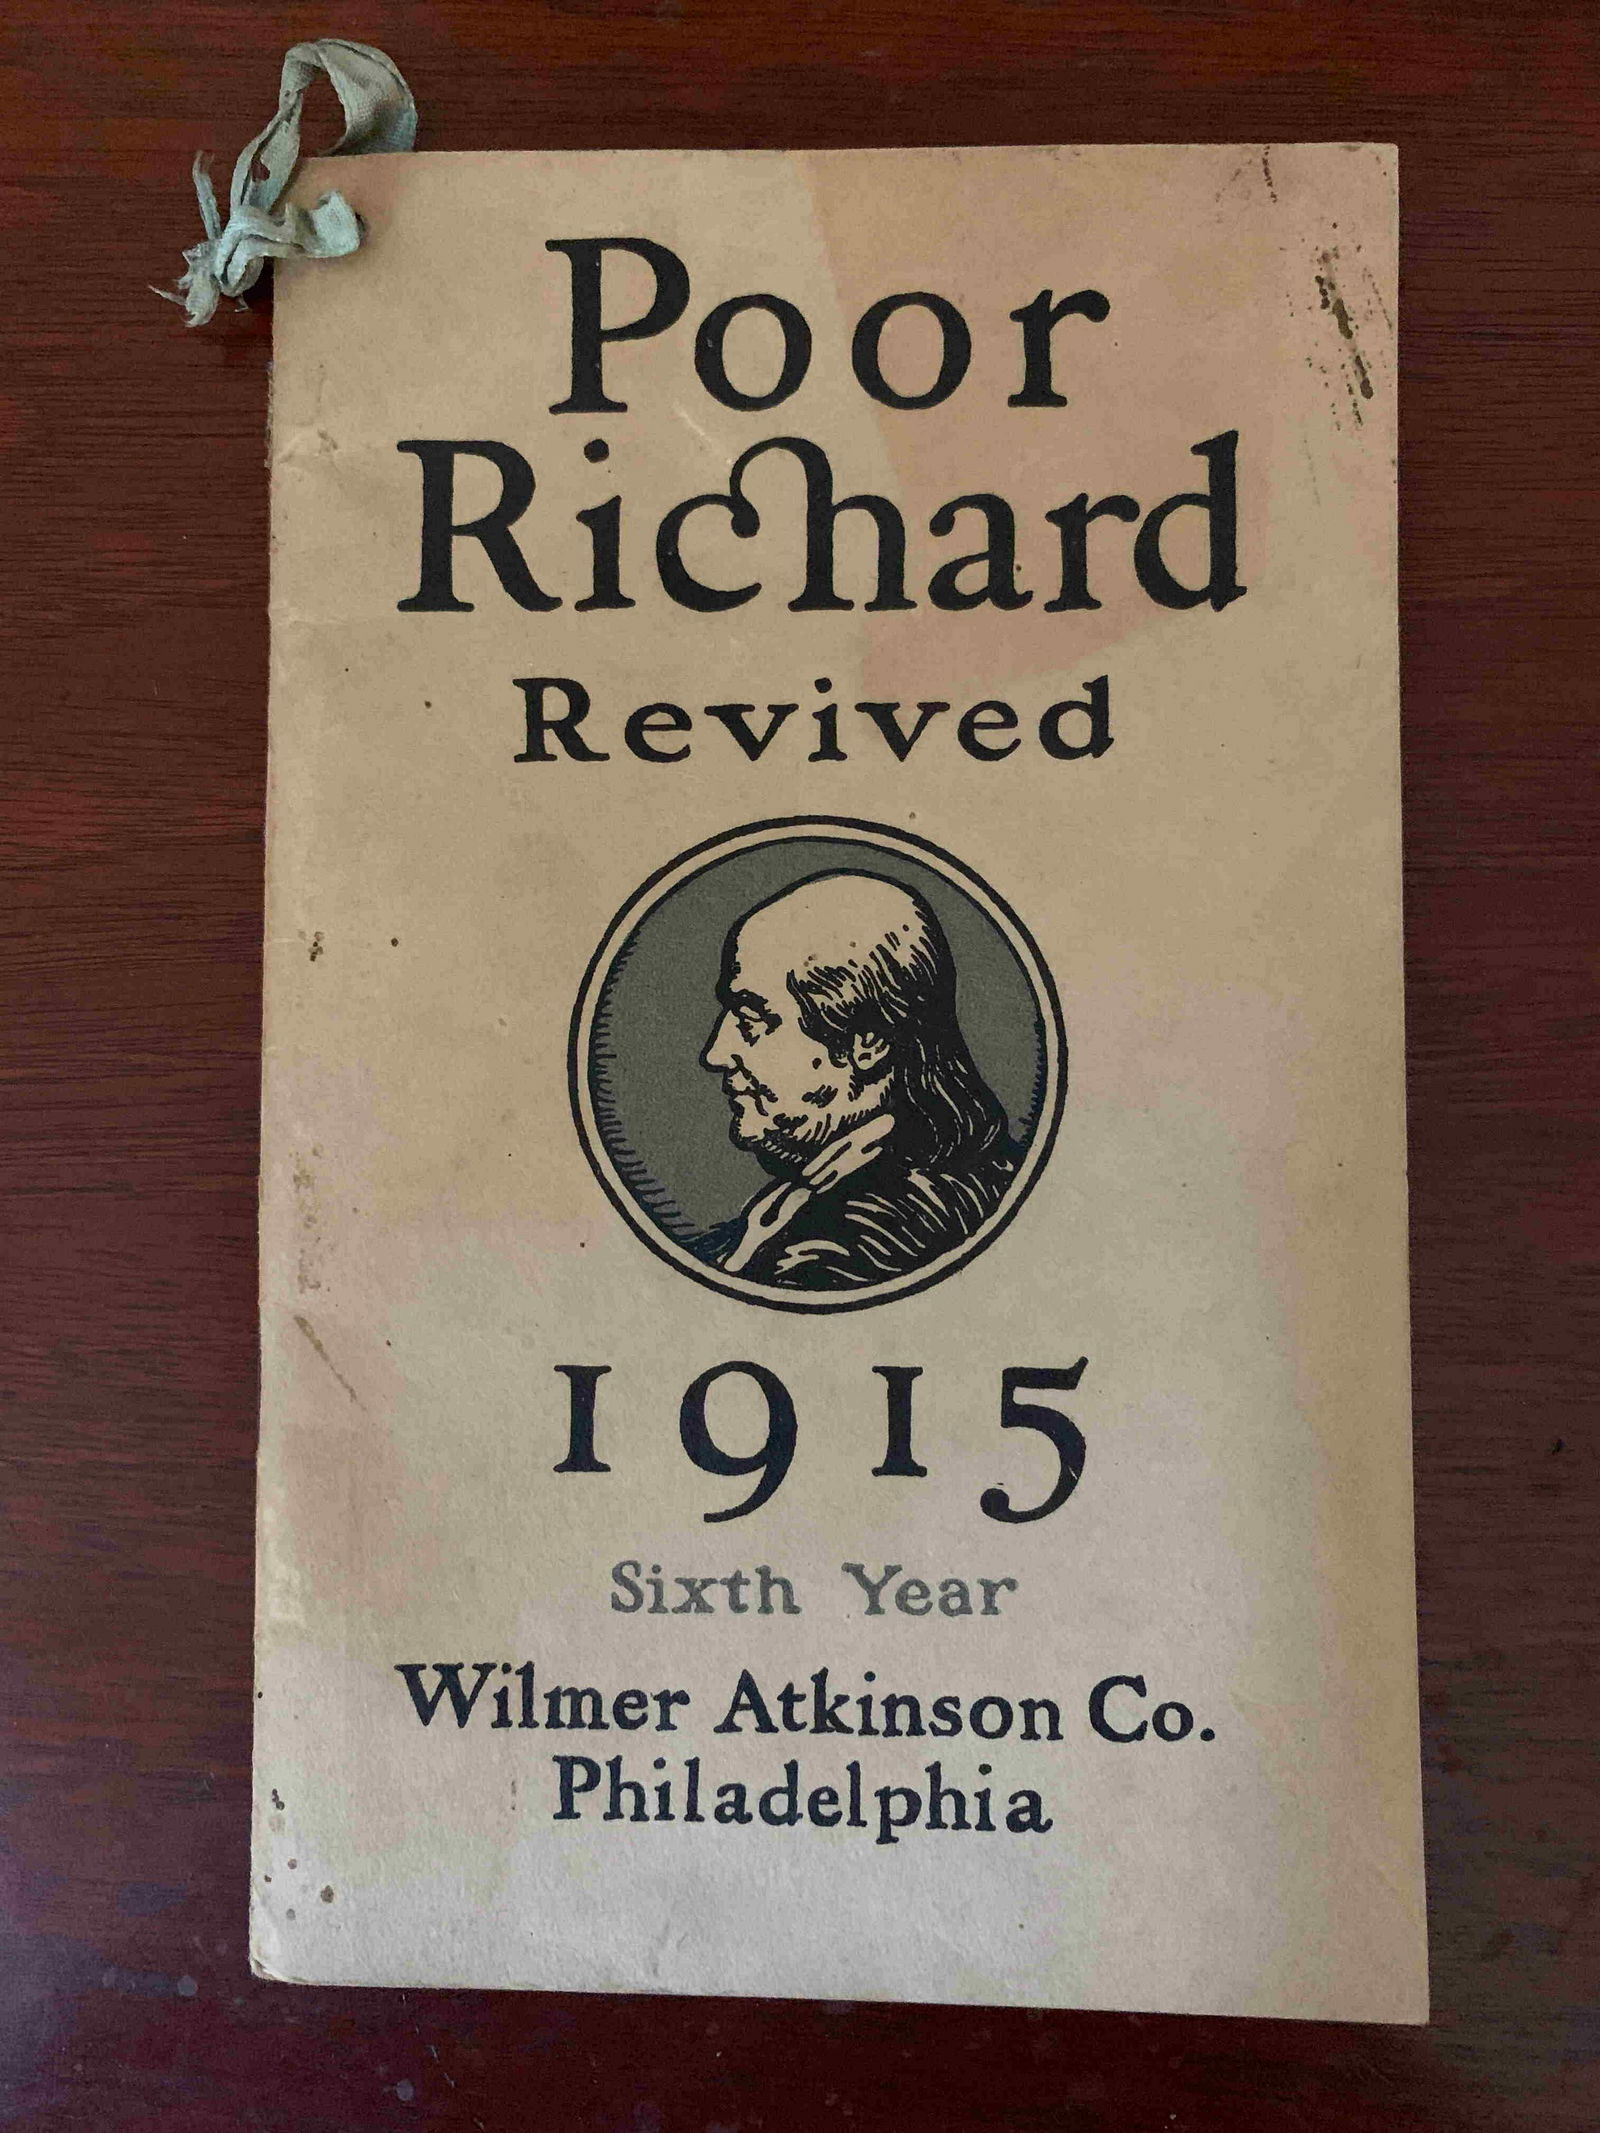 Poor
Richard
Revived
1915
Sixth Year
Wilmer Atkinson Co.
Philadelphia